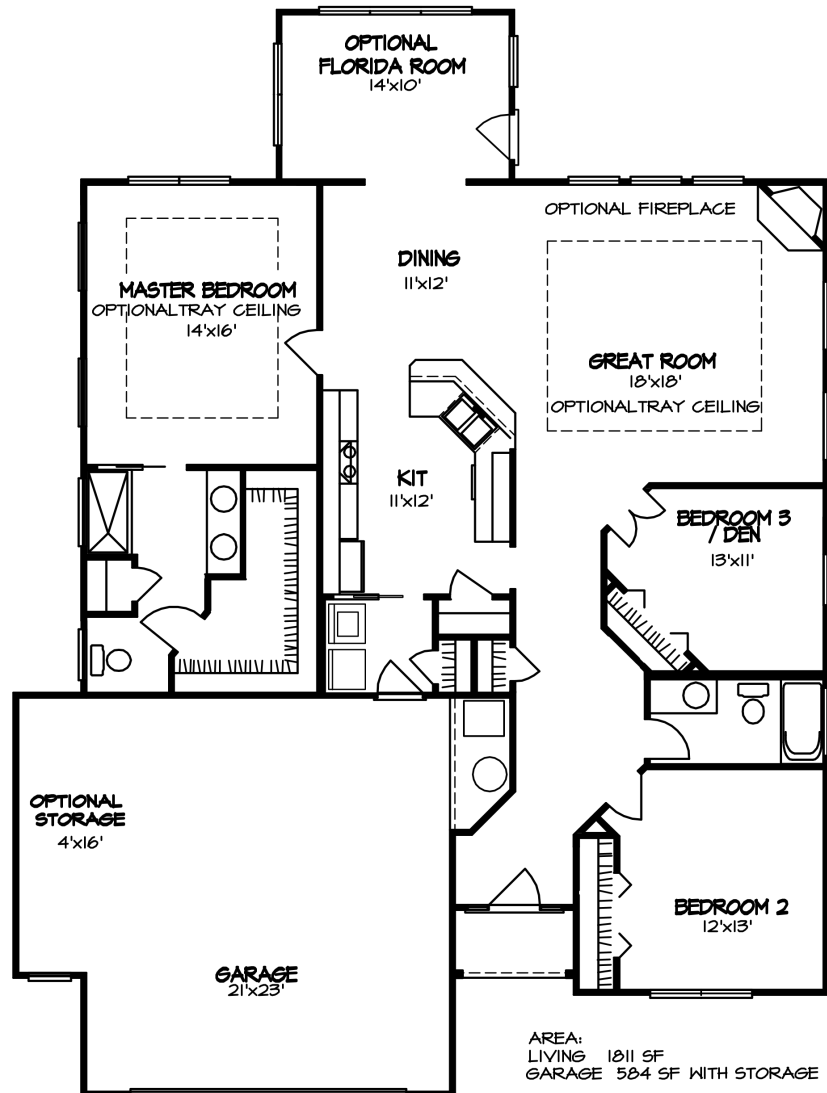 OPTIONAL
FLORIDA ROOM
14'x10'
OPTIONAL FIREPLACE
DINING
11'x12'
MASTER BEDROOM
OPTIONALTRAY CEILING
14'x16'
GREAT ROOM
18'x18'
OPTIONALTRAY CEILING
KIT
11'x12'
BEDROOM 3
/ DEN
13'x11'
OPTIONAL
STORAGE
4'x16'
BEDROOM 2
12'x13'
GARAGE
21'x23'
AREA:
LIVING 1811 SF
GARAGE 584 SF WITH STORAGE